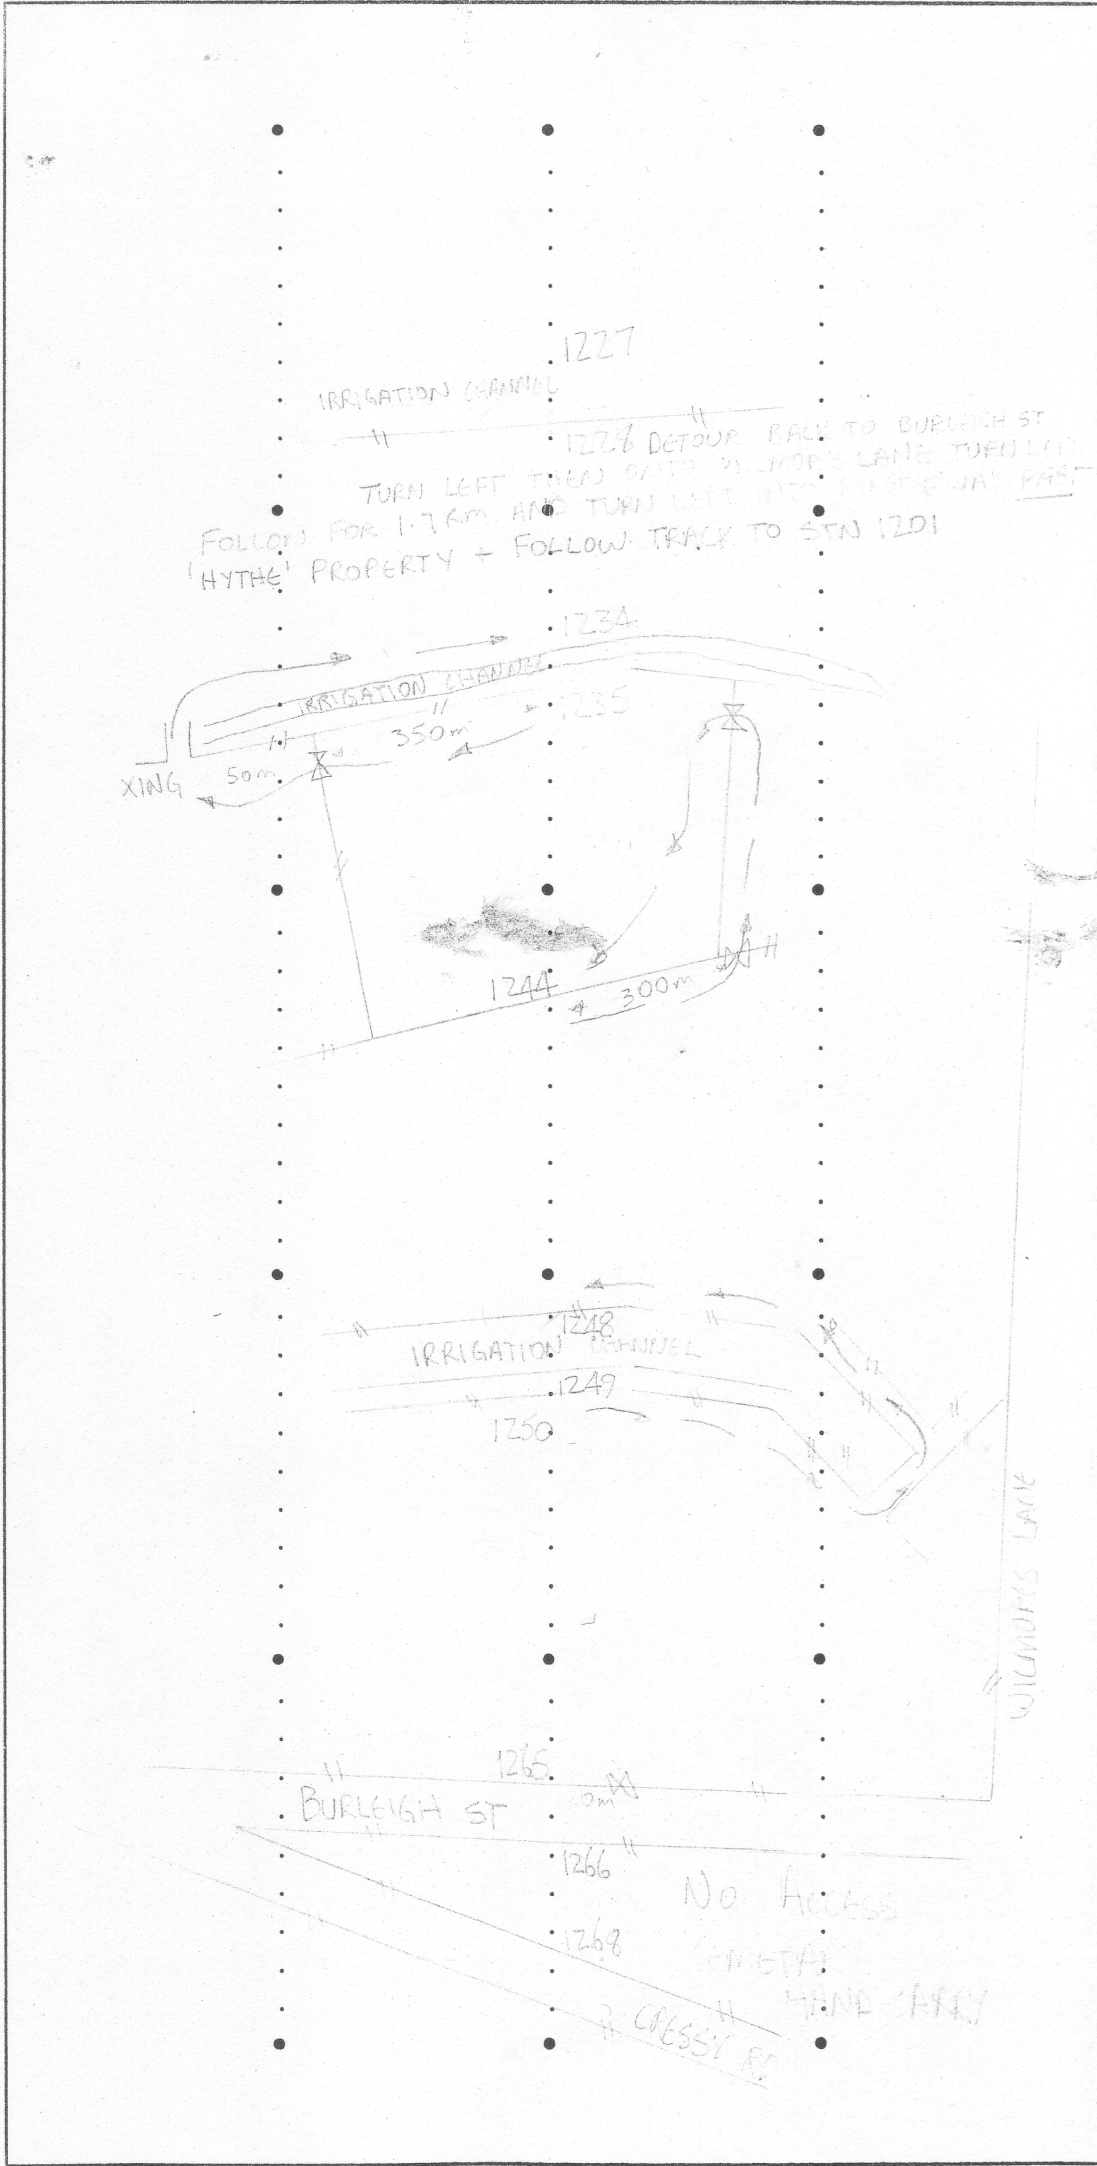 1227
IRRIGATION CHANNEL
1228 DETOUR BACK TO BURLEIGH ST
TURN LEFT THEN ONTO LANE TURN
FOLLOW FOR 1.7 KM AND TURN LEFT PAST
'HYTHE' PROPERTY + FOLLOW TRACK TO STN 1201
1234
IRRIGATION CHANNEL
1235
350m
50m
XING
1244
300m
1248
IRRIGATION CHANNEL
1249
1250
WILMORES LANE
1265
BURLEIGH ST
0m
1266
NO ACCESS
1268
HAND CARRY
CRESSY RD